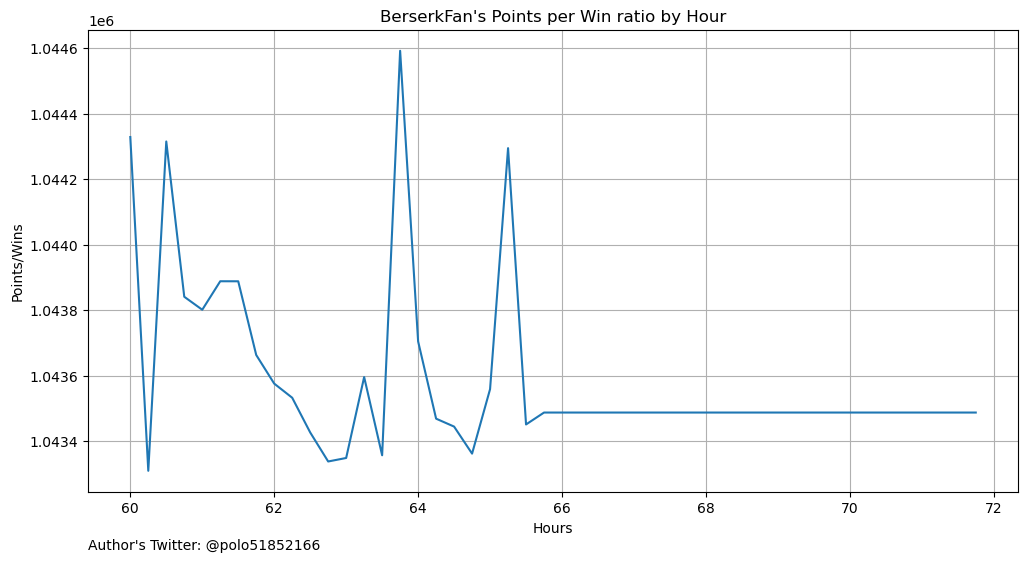 BerserkFan's Points per Win ratio by Hour
1e6
1.0446
1.0444
1.0442
1.0440
1.0438
1.0436
1.0434
Points/Wins
60 62 64 66 68 70 72
Hours
Author's Twitter: @polo51852166